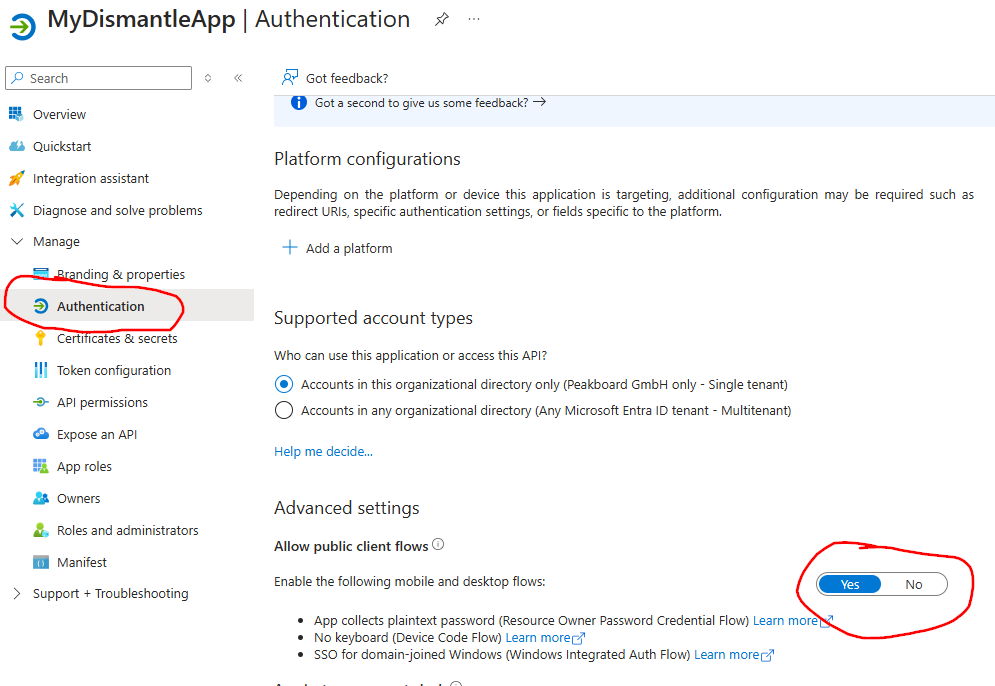 MyDismantleApp | Authentication
Search
Got feedback?
Got a second to give us some feedback?
Overview
Quickstart
Integration assistant
Diagnose and solve problems
Manage
Branding & properties
Authentication
Certificates & secrets
Token configuration
API permissions
Expose an API
App roles
Owners
Roles and administrators
Manifest
Support + Troubleshooting
Platform configurations
Depending on the platform or device this application is targeting, additional configuration may be required such as
redirect URIs, specific authentication settings, or fields specific to the platform.
Add a platform
Supported account types
Who can use this application or access this API?
Accounts in this organizational directory only (Peakboard GmbH only - Single tenant)
Accounts in any organizational directory (Any Microsoft Entra ID tenant - Multitenant)
Help me decide...
Advanced settings
Allow public client flows
Enable the following mobile and desktop flows:
Yes No
App collects plaintext password (Resource Owner Password Credential Flow) Learn more
No keyboard (Device Code Flow) Learn more
SSO for domain-joined Windows (Windows Integrated Auth Flow) Learn more